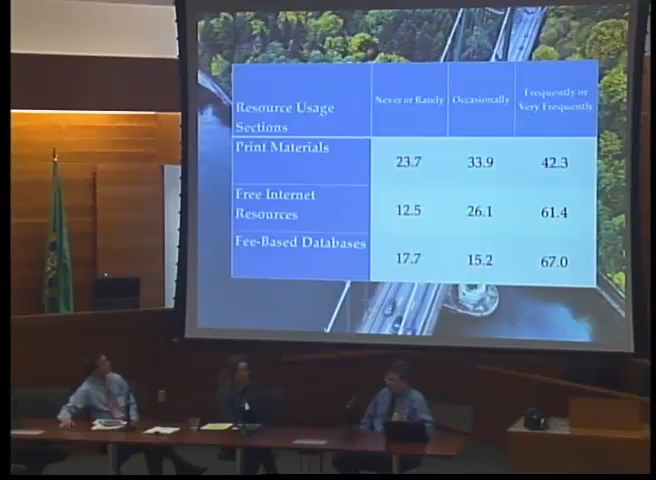 Resource Usage
Sections
Never or Rarely
Occasionally
Frequently or
Very Frequently
Print Materials
23.7
33.9
42.3
Free Internet
Resources
12.5
26.1
61.4
Fee-Based Databases
17.7
15.2
67.0